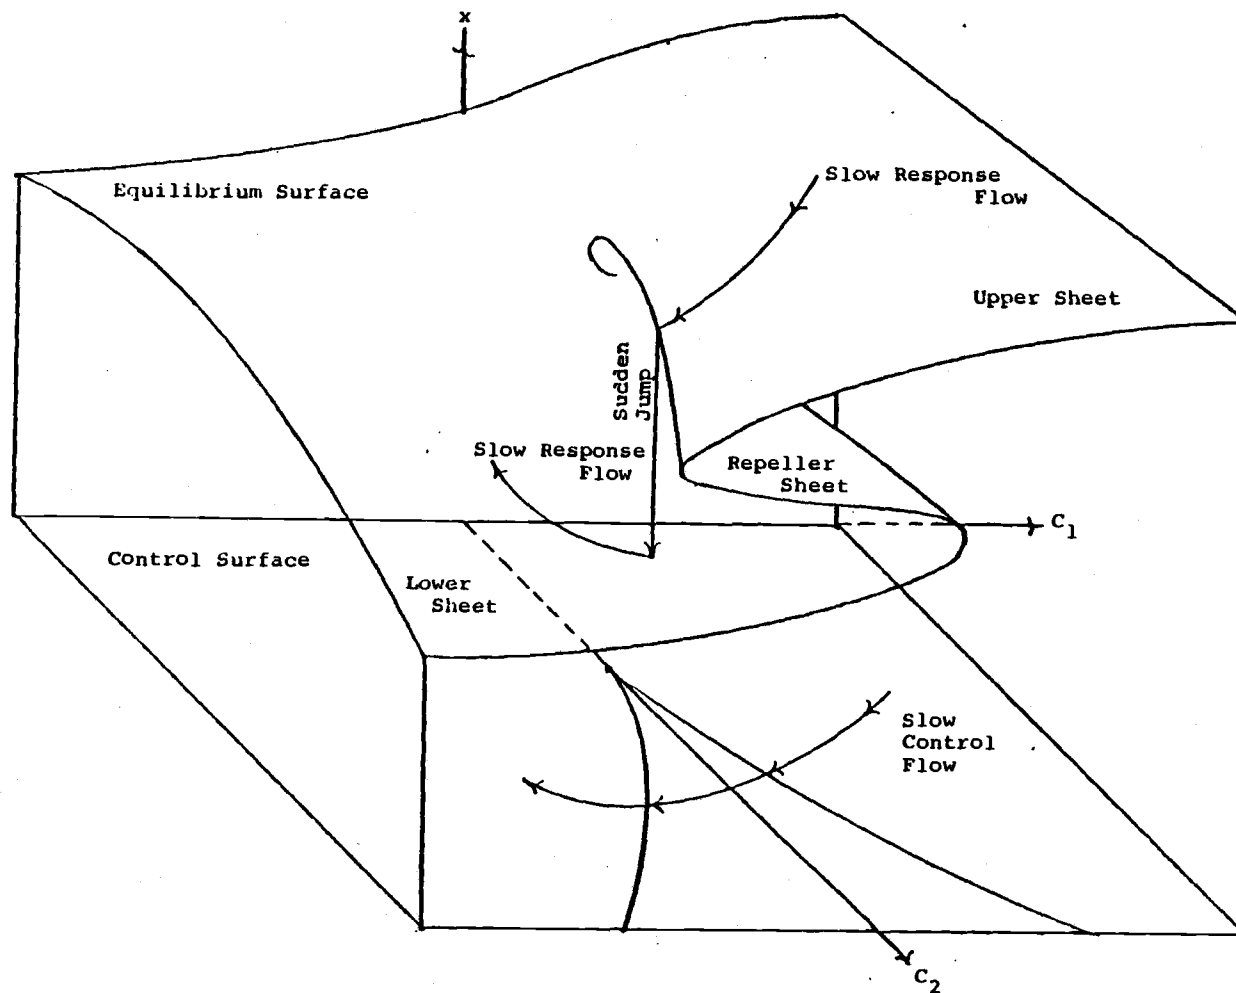 x
Equilibrium Surface
Slow Response
Flow
Upper Sheet
Sudden
Jump
Slow Response
Flow
Repeller
Sheet
C1
Control Surface
Lower
Sheet
Slow
Control
Flow
C2